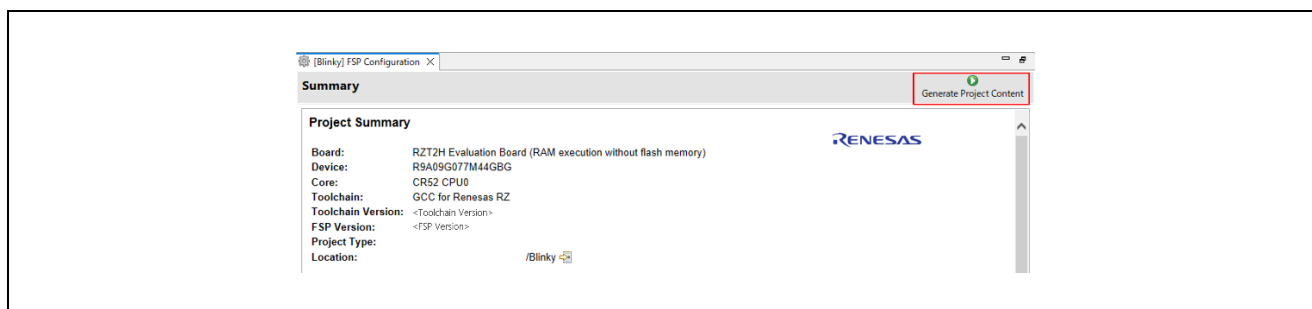 [Blinky] FSP Configuration
Summary
Generate Project Content
Project Summary
RENESAS
Board: RZT2H Evaluation Board (RAM execution without flash memory)
Device: R9A09G077M44GBG
Core: CR52 CPU0
Toolchain: GCC for Renesas RZ
Toolchain Version: <Toolchain Version>
FSP Version: <FSP Version>
Project Type:
Location: /Blinky